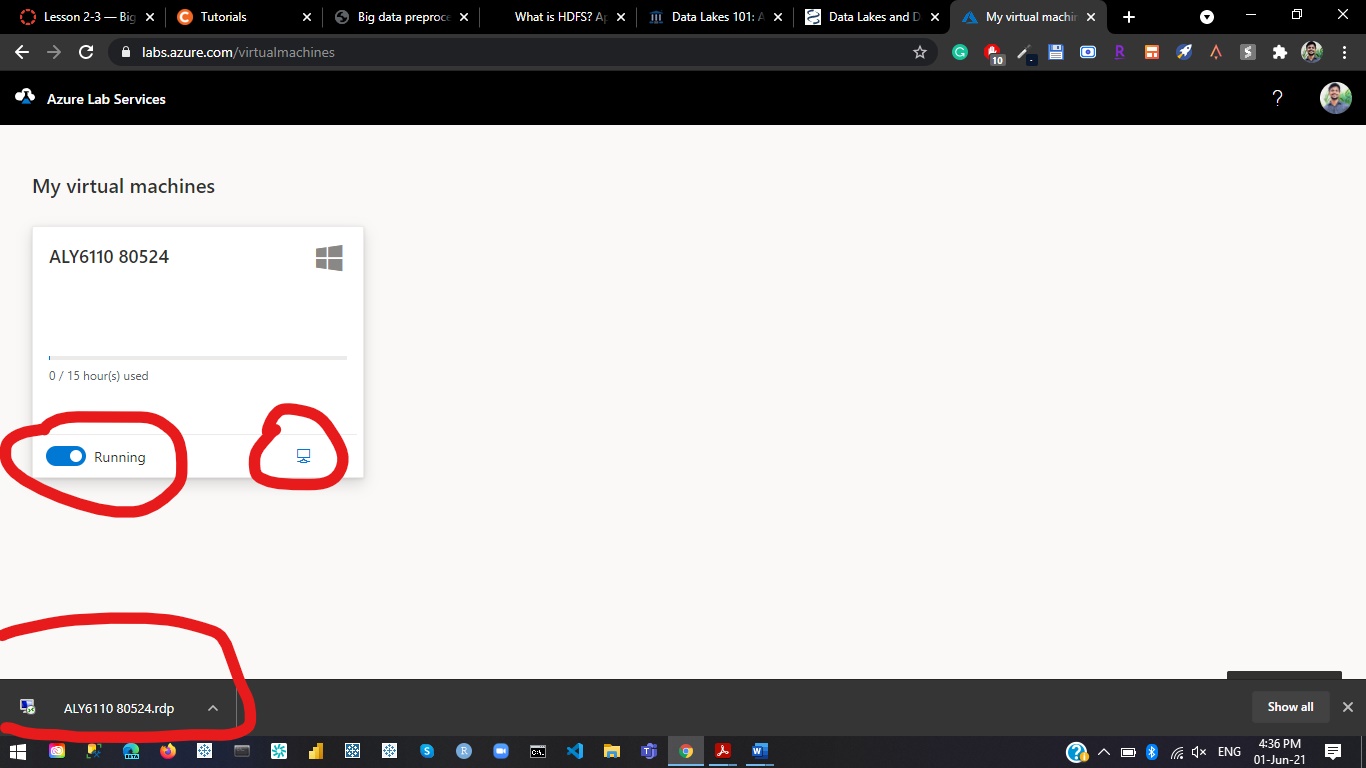 Lesson 2-3 — Big
Tutorials
Big data preproce
What is HDFS? Ap
Data Lakes 101: A
Data Lakes and D
My virtual machin
labs.azure.com/virtualmachines
10
Azure Lab Services
?
My virtual machines
ALY6110 80524
0 / 15 hour(s) used
Running
ALY6110 80524.rdp
Show all
ENG
4:36 PM
01-Jun-21